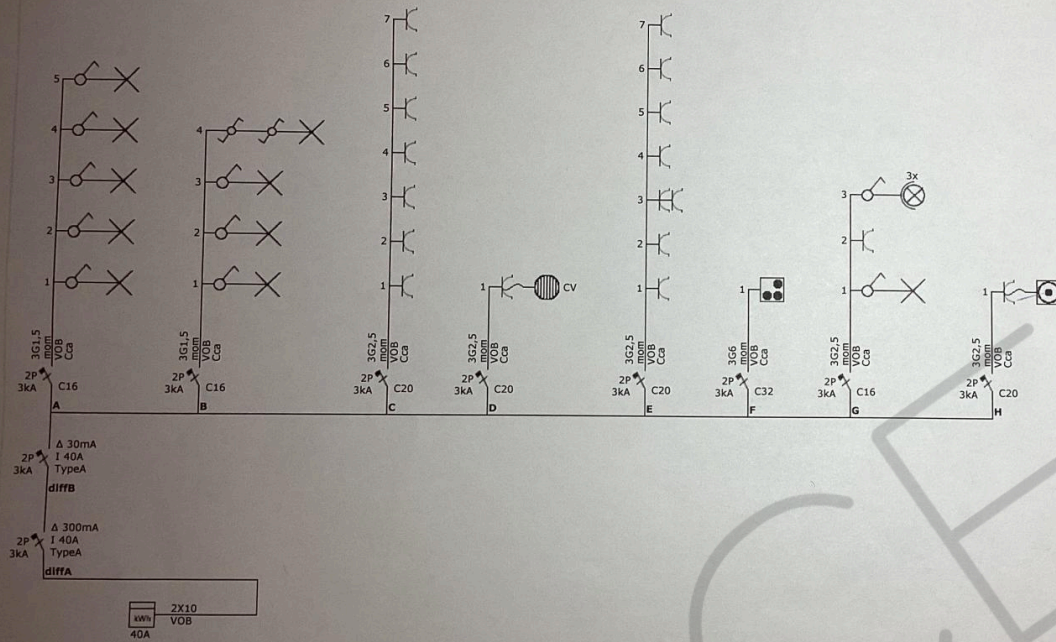 7
6
5
4
3
2
1
7
6
5
4
3
2
1
5
4
3
2
1
4
3
2
1
3x
3
2
1
1
CV
1
1
3G1,5
mom
VOB
Cca
3G1,5
mom
VOB
Cca
3G2,5
mom
VOB
Cca
3G2,5
mom
VOB
Cca
3G2,5
mom
VOB
Cca
3G6
mom
VOB
Cca
3G2,5
mom
VOB
Cca
3G2,5
mom
VOB
Cca
2P
3kA
C16
A
2P
3kA
C16
B
2P
3kA
C20
C
2P
3kA
C20
D
2P
3kA
C20
E
2P
3kA
C32
F
2P
3kA
C16
G
2P
3kA
C20
H
Δ 30mA
2P I 40A
3kA TypeA
diffB
Δ 300mA
2P I 40A
3kA TypeA
diffA
kWh
2X10
VOB
40A